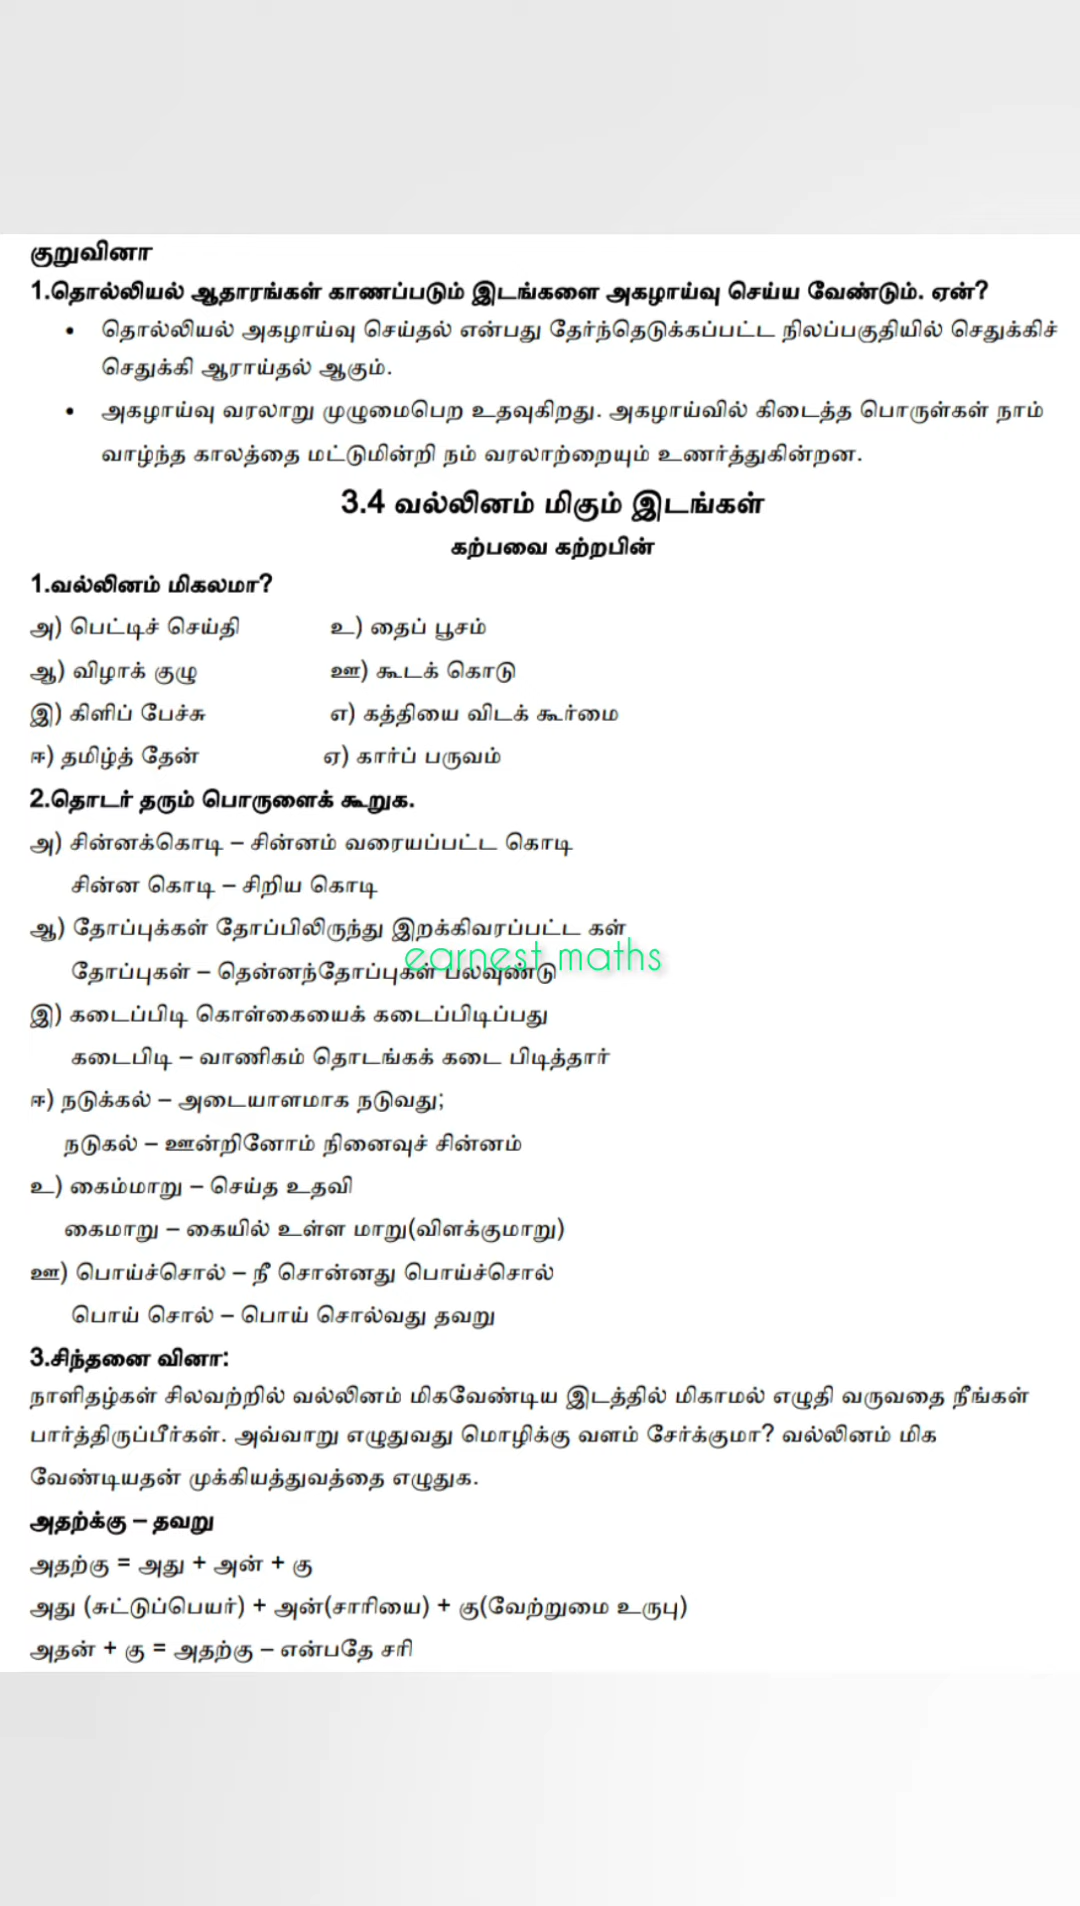 குறுவினா
1.தொல்லியல் ஆதாரங்கள் காணப்படும் இடங்களை அகழாய்வு செய்ய வேண்டும். ஏன்?
• தொல்லியல் அகழாய்வு செய்தல் என்பது தேர்ந்தெடுக்கப்பட்ட நிலப்பகுதியில் செதுக்கிச்
செதுக்கி ஆராய்தல் ஆகும்.
• அகழாய்வு வரலாறு முழுமைபெற உதவுகிறது. அகழாய்வில் கிடைத்த பொருள்கள் நாம்
வாழ்ந்த காலத்தை மட்டுமின்றி நம் வரலாற்றையும் உணர்த்துகின்றன.
3.4 வல்லினம் மிகும் இடங்கள்
கற்பவை கற்றபின்
1.வல்லினம் மிகலமா?
அ) பெட்டிச் செய்தி உ) தைப் பூசம்
ஆ) விழாக் குழு ஊ) கூடக் கொடு
இ) கிளிப் பேச்சு எ) கத்தியை விடக் கூர்மை
ஈ) தமிழ்த் தேன் ஏ) கார்ப் பருவம்
2.தொடர் தரும் பொருளைக் கூறுக.
அ) சின்னக்கொடி – சின்னம் வரையப்பட்ட கொடி
சின்ன கொடி – சிறிய கொடி
ஆ) தோப்புக்கள் தோப்பிலிருந்து இறக்கிவரப்பட்ட கள்
earnest maths
தோப்புகள் – தென்னந்தோப்புகள் பலவுண்டு
இ) கடைப்பிடி கொள்கையைக் கடைப்பிடிப்பது
கடைபிடி – வாணிகம் தொடங்கக் கடை பிடித்தார்
ஈ) நடுக்கல் – அடையாளமாக நடுவது;
நடுகல் – ஊன்றினோம் நினைவுச் சின்னம்
உ) கைம்மாறு – செய்த உதவி
கைமாறு – கையில் உள்ள மாறு(விளக்குமாறு)
ஊ) பொய்ச்சொல் – நீ சொன்னது பொய்ச்சொல்
பொய் சொல் – பொய் சொல்வது தவறு
3.சிந்தனை வினா:
நாளிதழ்கள் சிலவற்றில் வல்லினம் மிகவேண்டிய இடத்தில் மிகாமல் எழுதி வருவதை நீங்கள்
பார்த்திருப்பீர்கள். அவ்வாறு எழுதுவது மொழிக்கு வளம் சேர்க்குமா? வல்லினம் மிக
வேண்டியதன் முக்கியத்துவத்தை எழுதுக.
அதற்க்கு – தவறு
அதற்கு = அது + அன் + கு
அது (சுட்டுப்பெயர்) + அன்(சாரியை) + கு(வேற்றுமை உருபு)
அதன் + கு = அதற்கு – என்பதே சரி